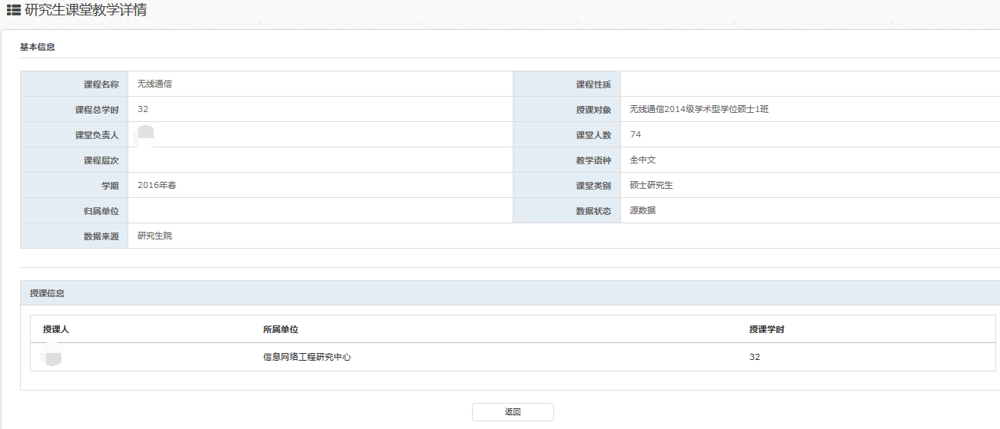 研究生课堂教学详情
基本信息
课程名称 无线通信 课程性质
课程总学时 32 授课对象 无线通信2014级学术型学位硕士1班
课堂负责人 课堂人数 74
课程层次 教学语种 全中文
学期 2016年春 课堂类别 硕士研究生
归属单位 数据状态 源数据
数据来源 研究生院
授课信息
授课人 所属单位 授课学时
信息网络工程研究中心 32
返回